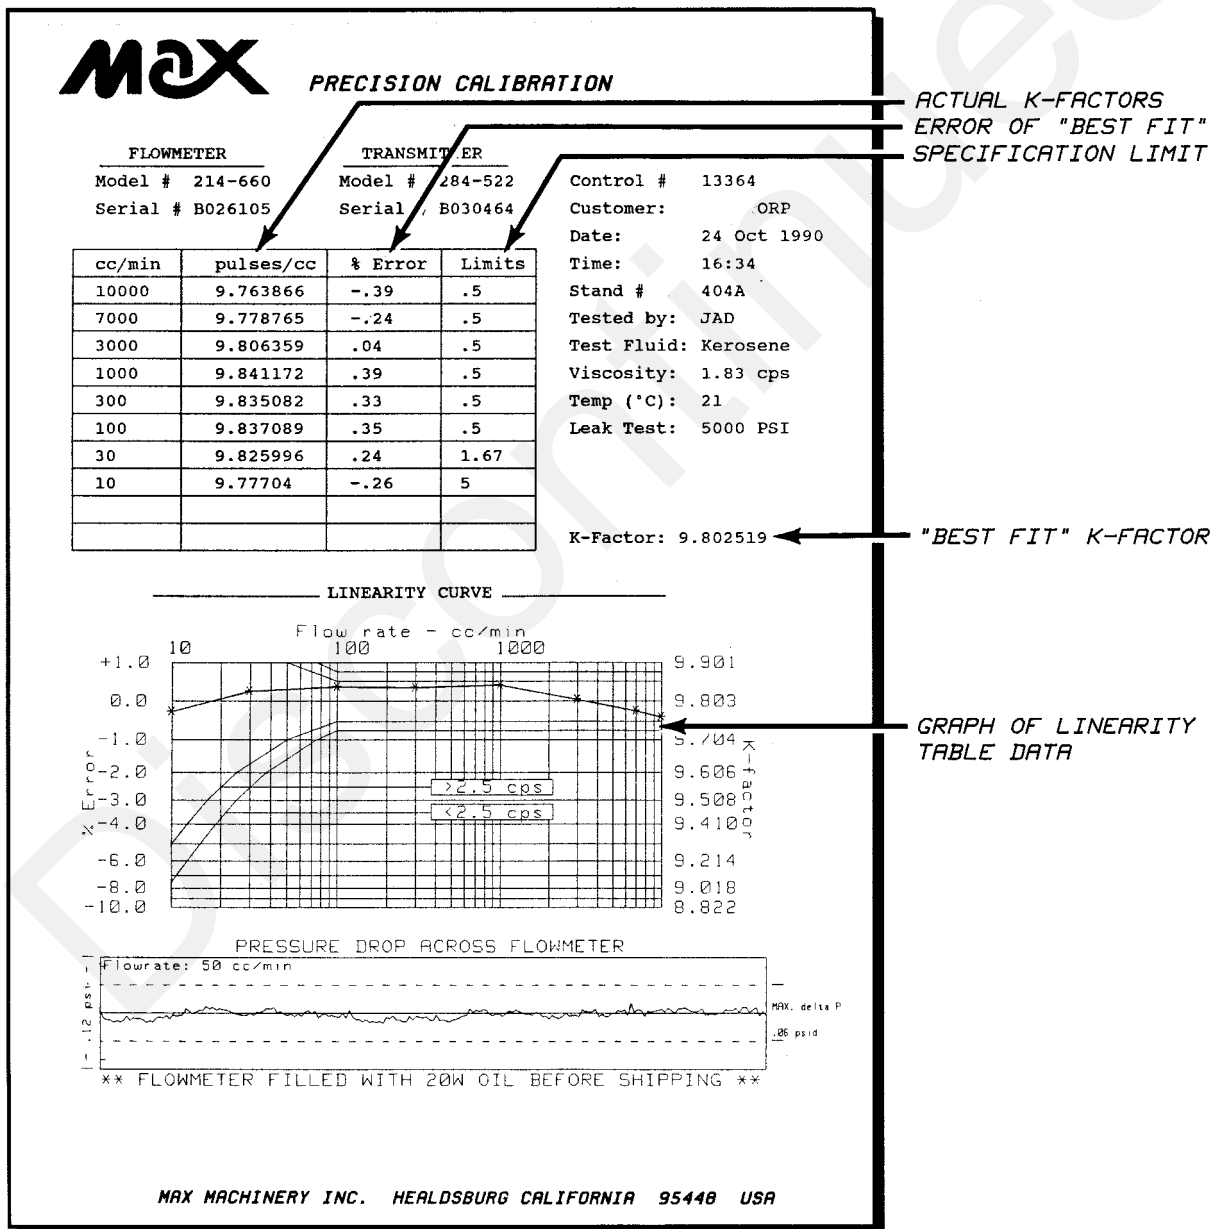 Discontinued
MAX
PRECISION CALIBRATION
ACTUAL K-FACTORS
ERROR OF "BEST FIT"
SPECIFICATION LIMIT
FLOWMETER TRANSMITTER
Model # 214-660 Model # 284-522 Control # 13364
Serial # B026105 Serial # B030464 Customer: ORP
Date: 24 Oct 1990
cc/min pulses/cc % Error Limits Time: 16:34
10000 9.763866 -.39 .5 Stand # 404A
7000 9.778765 -.24 .5 Tested by: JAD
3000 9.806359 .04 .5 Test Fluid: Kerosene
1000 9.841172 .39 .5 Viscosity: 1.83 cps
300 9.835082 .33 .5 Temp (°C): 21
100 9.837089 .35 .5 Leak Test: 5000 PSI
30 9.825996 .24 1.67
10 9.77704 -.26 5
K-Factor: 9.802519 "BEST FIT" K-FACTOR
LINEARITY CURVE
Flow rate - cc/min
10 100 1000
+1.0 9.901
0.0 9.803
GRAPH OF LINEARITY
TABLE DATA
-1.0 9.704
-2.0 9.606
>2.5 cps
-3.0 9.508
<2.5 cps
-4.0 9.410
-6.0 9.214
-8.0 9.018
-10.0 8.822
% Error
K-factor
PRESSURE DROP ACROSS FLOWMETER
Flowrate: 50 cc/min
.12 psi
MAX. delta P
.06 psid
** FLOWMETER FILLED WITH 20W OIL BEFORE SHIPPING **
MAX MACHINERY INC. HEALDSBURG CALIFORNIA 95448 USA